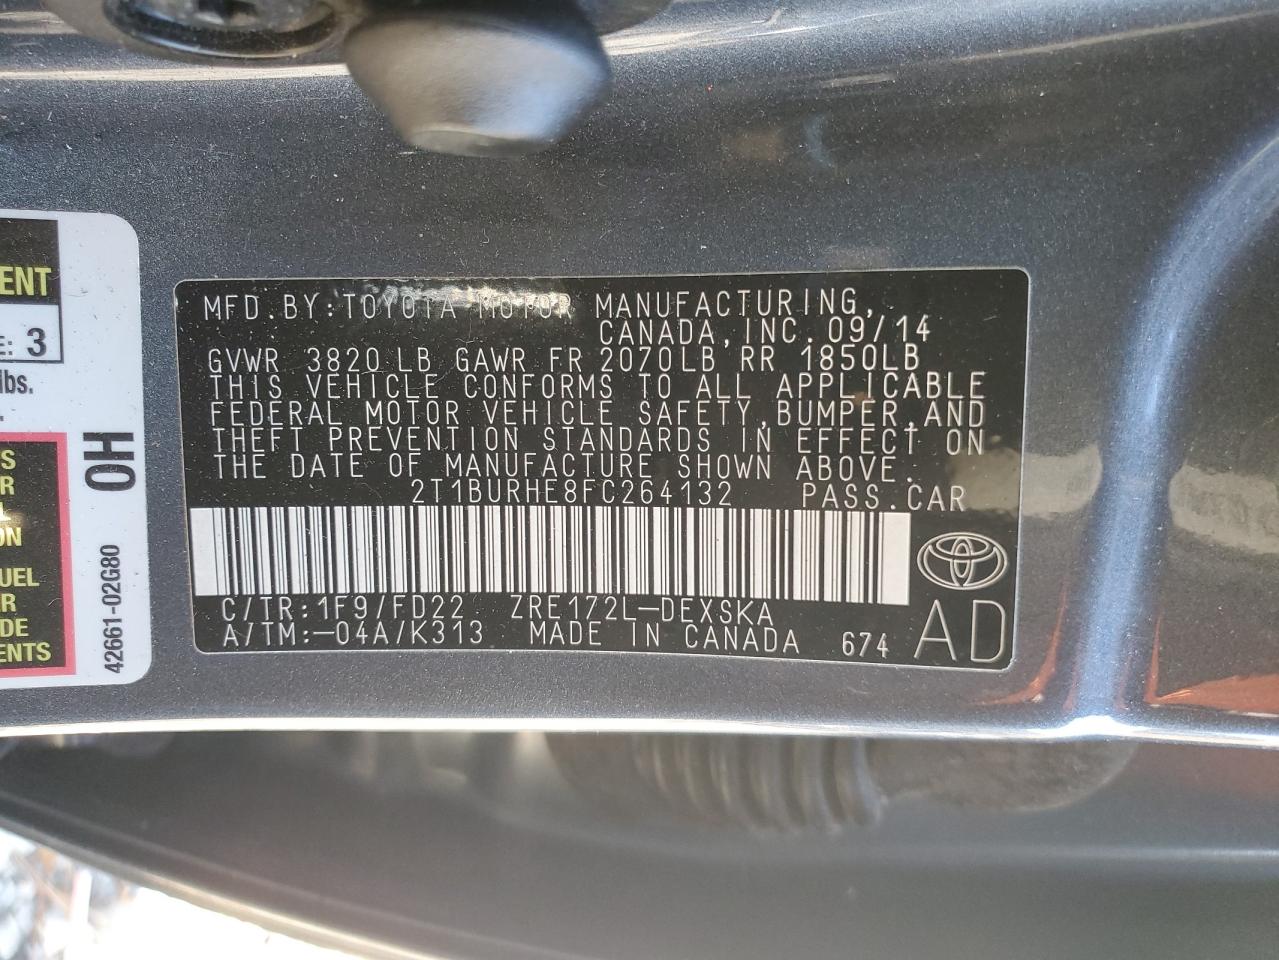 ENT
E: 3
lbs.
S
R
L
ON
UEL
R
DE
ENTS
OH
42661-02G80
MFD.BY:TOYOTA MOTOR MANUFACTURING,
CANADA,INC.09/14
GVWR 3820LB GAWR FR 2070LB RR 1850LB
THIS VEHICLE CONFORMS TO ALL APPLICABLE
FEDERAL MOTOR VEHICLE SAFETY,BUMPER,AND
THEFT PREVENTION STANDARDS IN EFFECT ON
THE DATE OF MANUFACTURE SHOWN ABOVE.
2T1BURHE8FC264132 PASS.CAR
C/TR:1F9/FD22 ZRE172L-DEXSKA
A/TM:-04A/K313 MADE IN CANADA 674
AD